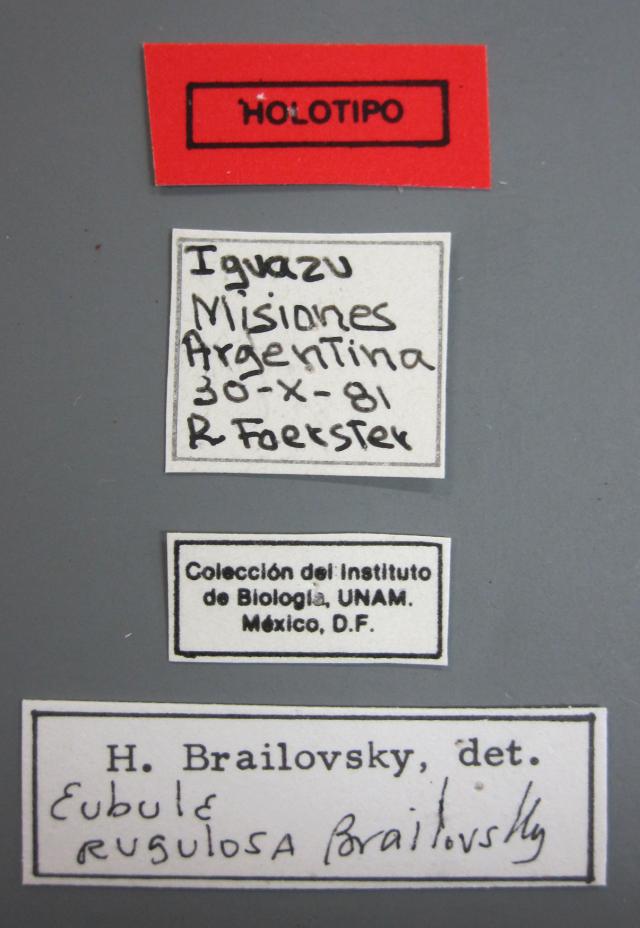 HOLOTIPO
Iguazu
Misiones
Argentina
30-X-81
R Foerster
Colección del Instituto
de Biología, UNAM.
México, D.F.
H. Brailovsky, det.
Eubule
rugulosa Brailovsky